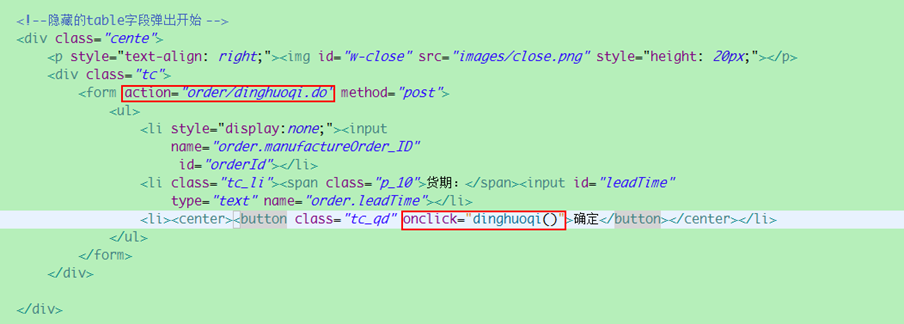 <!--隐藏的table字段弹出开始 -->
<div class="cente">
<p style="text-align: right;"><img id="w-close" src="images/close.png" style="height: 20px;"></p>
<div class="tc">
<form action="order/dinghuoqi.do" method="post">
<ul>
<li style="display:none;"><input
name="order.manufactureOrder_ID"
id="orderId"></li>
<li class="tc_li"><span class="p_10">货期：</span><input id="leadTime"
type="text" name="order.leadTime"></li>
<li><center><button class="tc_qd" onclick="dinghuoqi()">确定</button></center></li>
</ul>
</form>
</div>
</div>